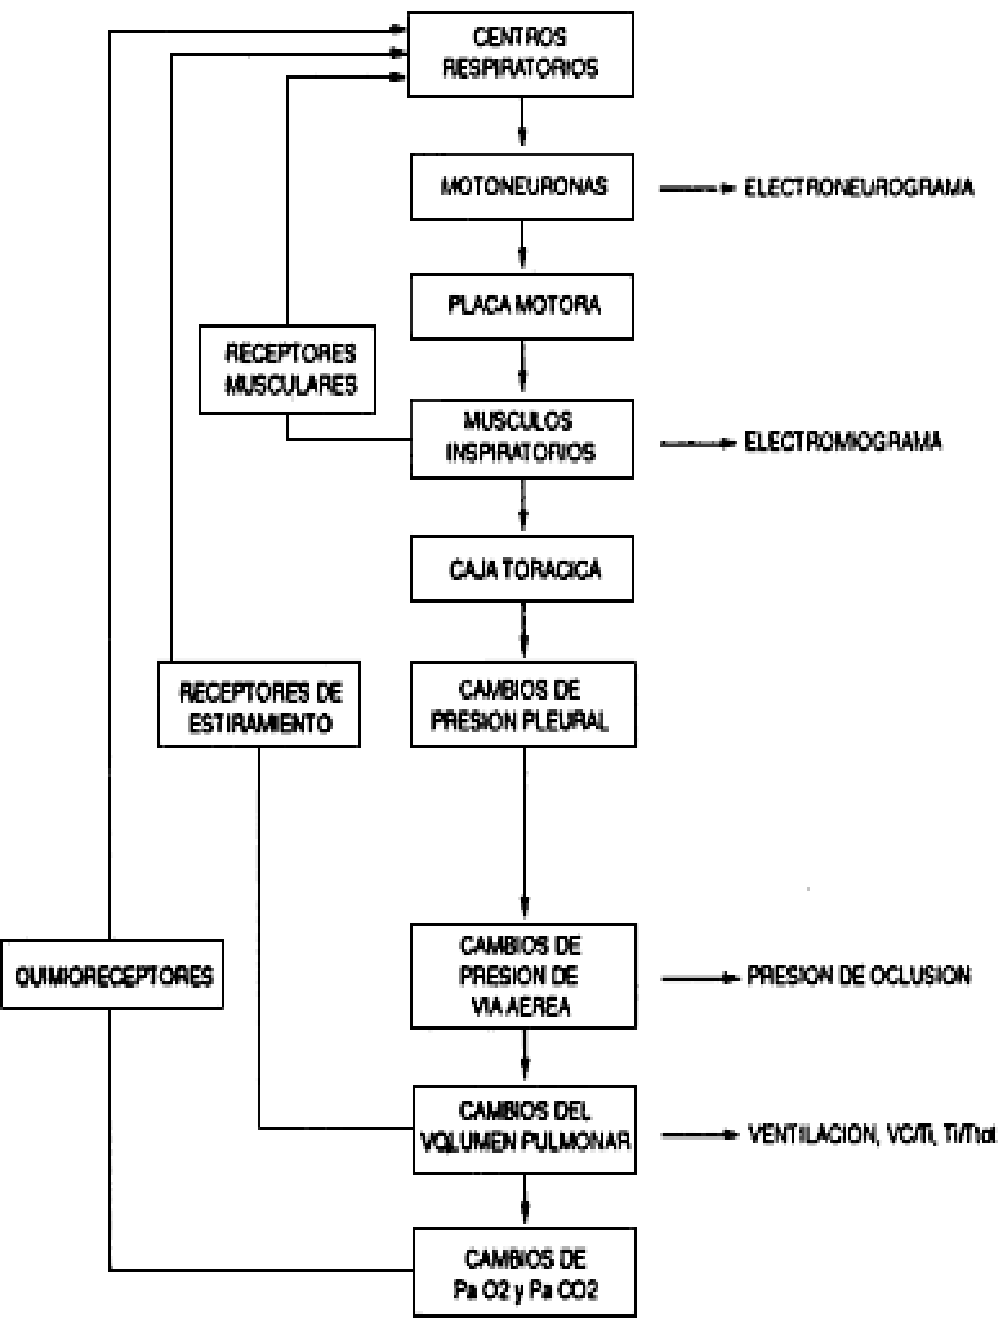 CENTROS
RESPIRATORIOS
MOTONEURONAS
ELECTRONEUROGRAMA
PLACA MOTORA
RECEPTORES
MUSCULARES
MUSCULOS
INSPIRATORIOS
ELECTROMIOGRAMA
CAJA TORACICA
RECEPTORES DE
ESTIRAMIENTO
CAMBIOS DE
PRESION PLEURAL
QUIMIORECEPTORES
CAMBIOS DE
PRESION DE
VIA AEREA
PRESION DE OCLUSION
CAMBIOS DEL
VOLUMEN PULMONAR
VENTILACION, VC/Ti, Ti/Ttot
CAMBIOS DE
Pa O2 y Pa CO2